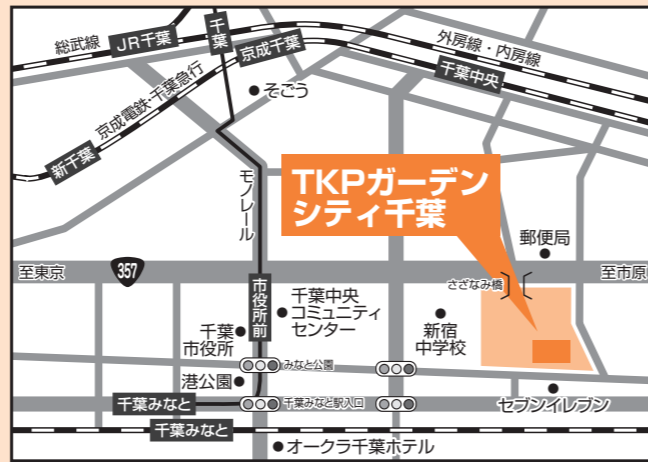 総武線
JR千葉
千葉
京成千葉
外房線・内房線
千葉中央
京成電鉄・千葉急行
新千葉
そごう
モノレール
TKPガーデン
シティ千葉
郵便局
至東京
357
さざなみ橋
至市原
市役所前
千葉中央
コミュニティ
センター
千葉
市役所
新宿
中学校
みなと公園
港公園
千葉みなと
千葉みなと駅入口
セブンイレブン
千葉みなと
オークラ千葉ホテル